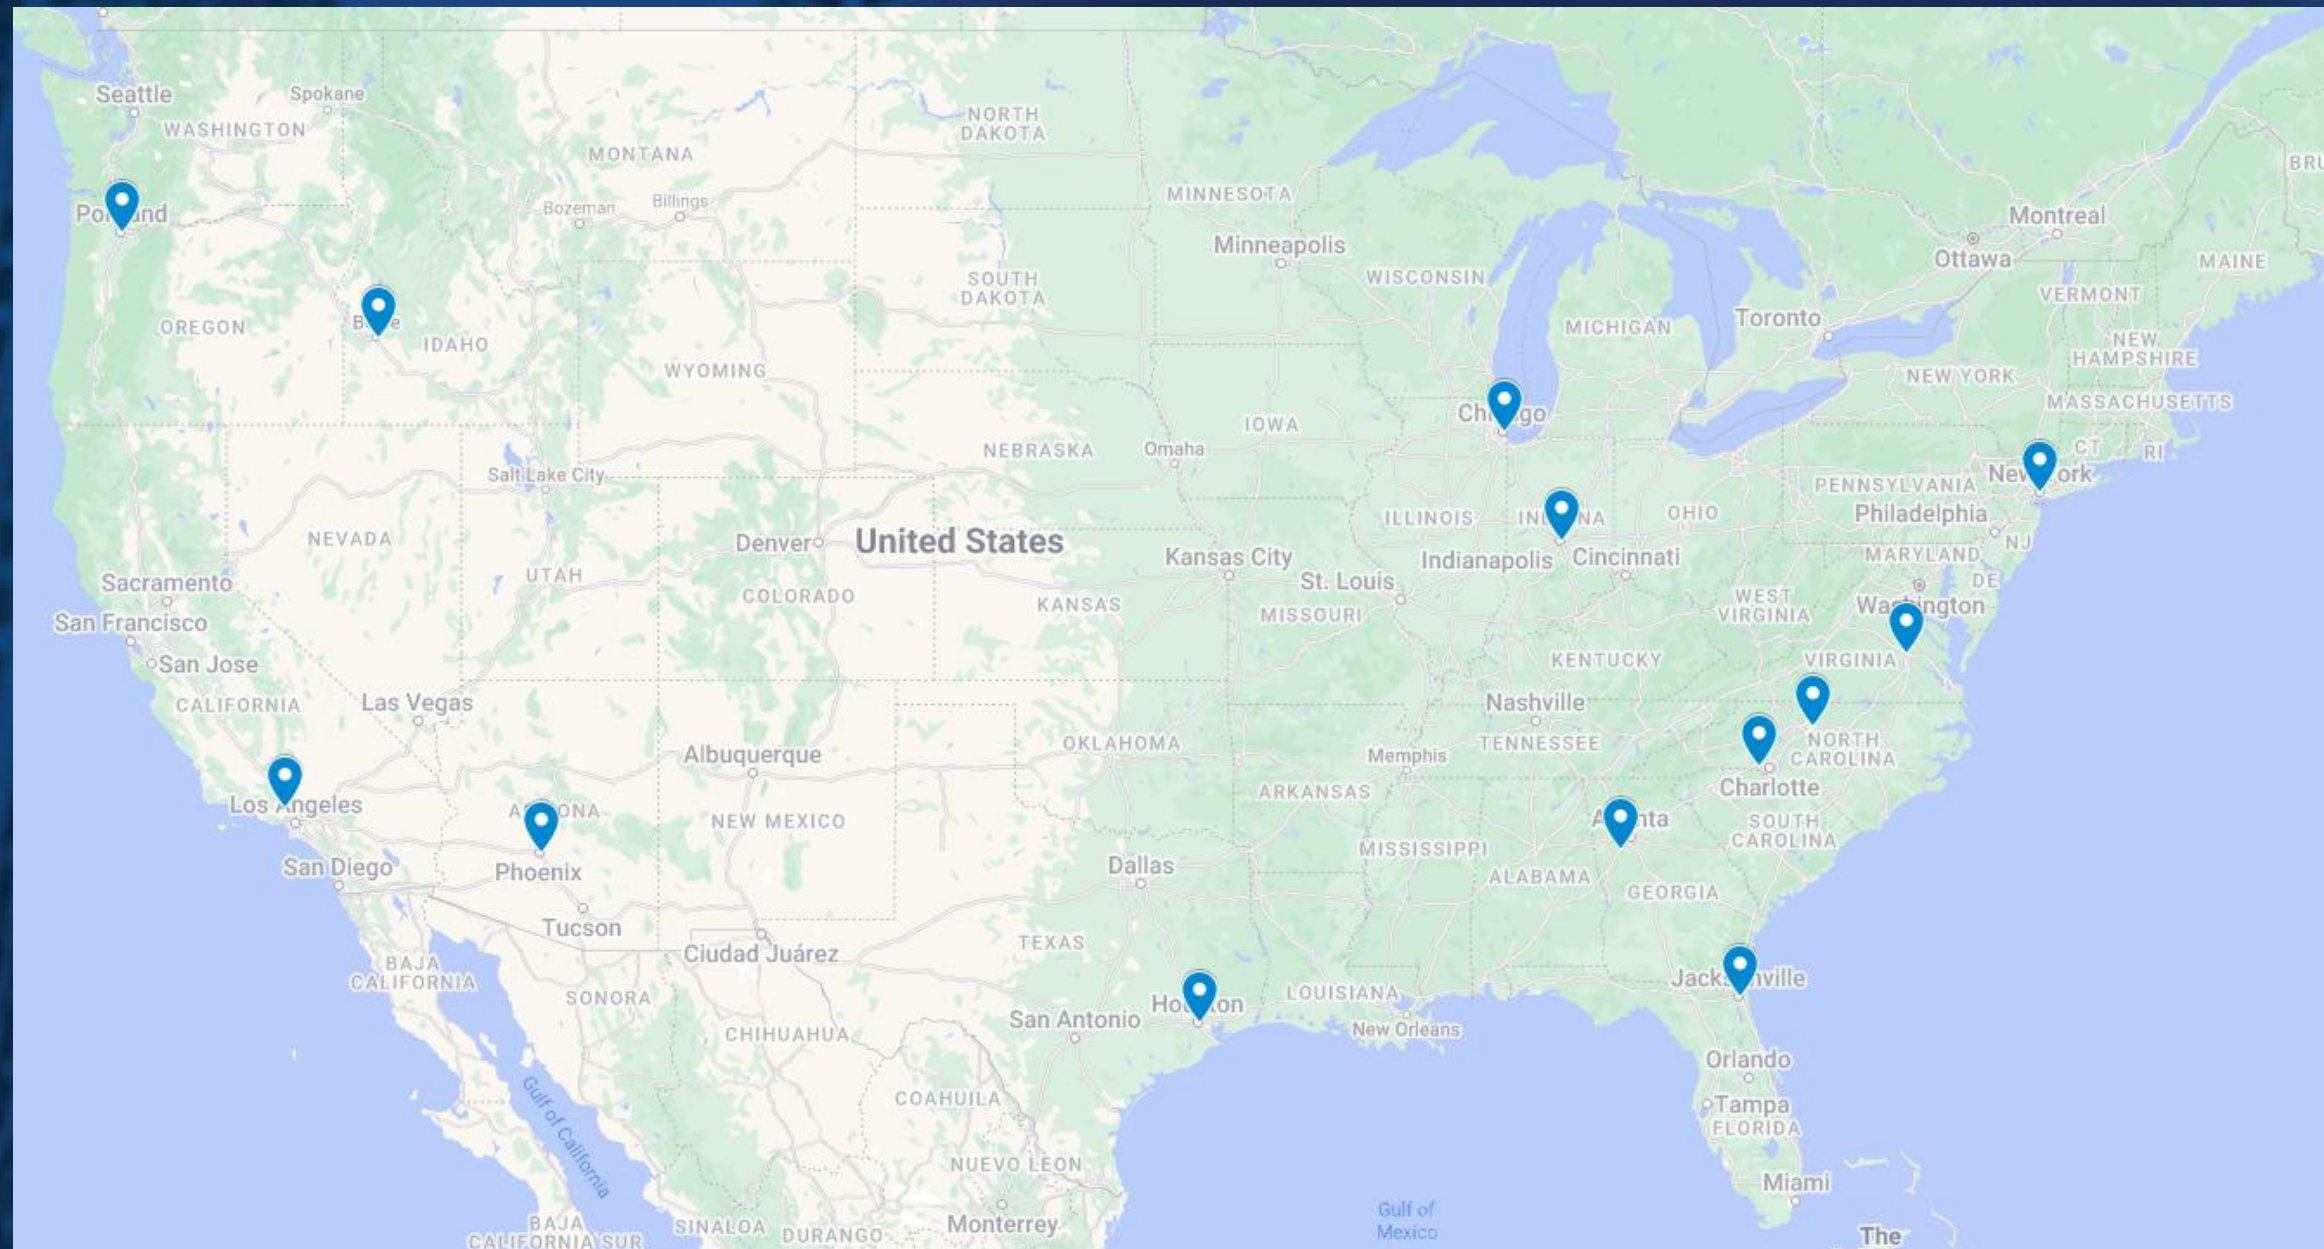 Seattle
Spokane
WASHINGTON
MONTANA
NORTH
DAKOTA
MINNESOTA
Bozeman
Billings
Montreal
Ottawa
MAINE
VERMONT
Minneapolis
WISCONSIN
SOUTH
DAKOTA
OREGON
IDAHO
WYOMING
MICHIGAN
Toronto
NEW
HAMPSHIRE
NEW YORK
MASSACHUSETTS
IOWA
NEBRASKA
Omaha
CT
RI
Salt Lake City
PENNSYLVANIA
ILLINOIS
OHIO
Philadelphia
NEVADA
Denver
United States
NJ
Kansas City
Indianapolis
Cincinnati
MARYLAND
UTAH
COLORADO
St. Louis
DE
Sacramento
KANSAS
MISSOURI
WEST
VIRGINIA
Washington
San Francisco
San Jose
KENTUCKY
VIRGINIA
CALIFORNIA
Las Vegas
Nashville
OKLAHOMA
TENNESSEE
NORTH
CAROLINA
Albuquerque
Memphis
Charlotte
ARKANSAS
Los Angeles
NEW MEXICO
SOUTH
CAROLINA
MISSISSIPPI
San Diego
Phoenix
Dallas
ALABAMA
GEORGIA
Tucson
Ciudad Juárez
TEXAS
BAJA
CALIFORNIA
SONORA
LOUISIANA
San Antonio
New Orleans
CHIHUAHUA
Orlando
COAHUILA
Tampa
FLORIDA
Gulf of California
NUEVO LEON
Miami
Gulf of
Mexico
Monterrey
BAJA
CALIFORNIA SUR
SINALOA
DURANGO
The